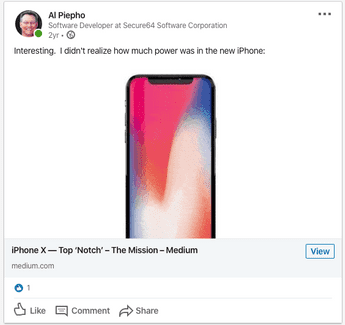 Al Piepho
Software Developer at Secure64 Software Corporation
2yr •
Interesting. I didn't realize how much power was in the new iPhone:
iPhone X — Top 'Notch' – The Mission – Medium
View
medium.com
1
Like Comment Share